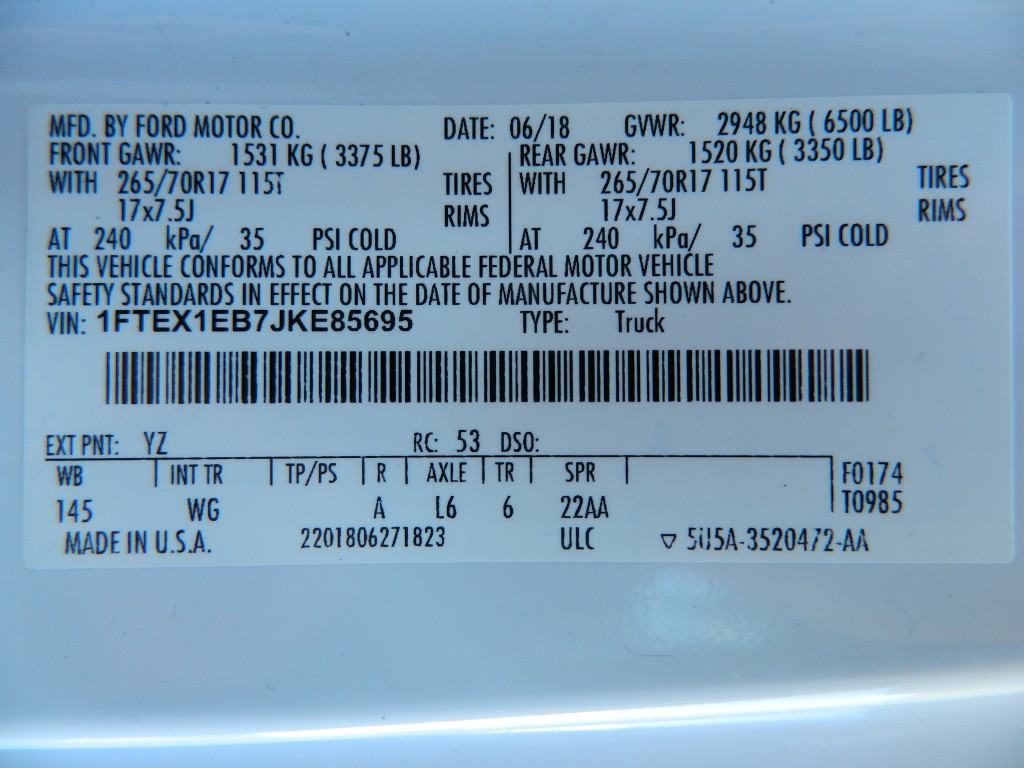 MFD. BY FORD MOTOR CO. DATE: 06/18 GVWR: 2948 KG ( 6500 LB)
FRONT GAWR: 1531 KG ( 3375 LB) REAR GAWR: 1520 KG ( 3350 LB)
WITH 265/70R17 115T TIRES WITH 265/70R17 115T TIRES
17x7.5J RIMS 17x7.5J RIMS
AT 240 kPa/ 35 PSI COLD AT 240 kPa/ 35 PSI COLD
THIS VEHICLE CONFORMS TO ALL APPLICABLE FEDERAL MOTOR VEHICLE
SAFETY STANDARDS IN EFFECT ON THE DATE OF MANUFACTURE SHOWN ABOVE.
VIN: 1FTEX1EB7JKE85695 TYPE: Truck
EXT PNT: YZ RC: 53 DSO:
WB INT TR TP/PS R AXLE TR SPR F0174
145 WG A L6 6 22AA T0985
MADE IN U.S.A. 2201806271823 ULC ▽